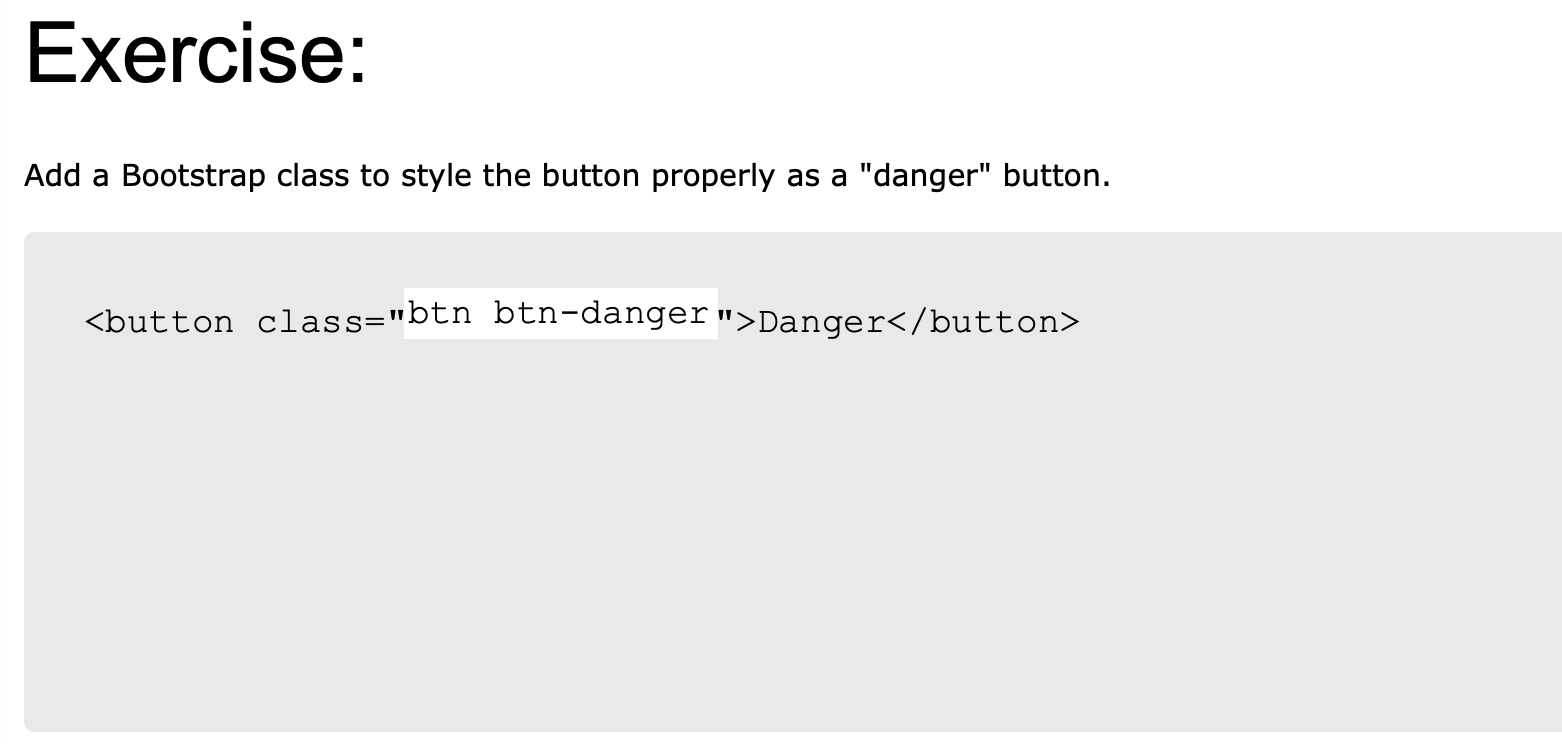 Exercise:
Add a Bootstrap class to style the button properly as a "danger" button.
<button class="btn btn-danger">Danger</button>